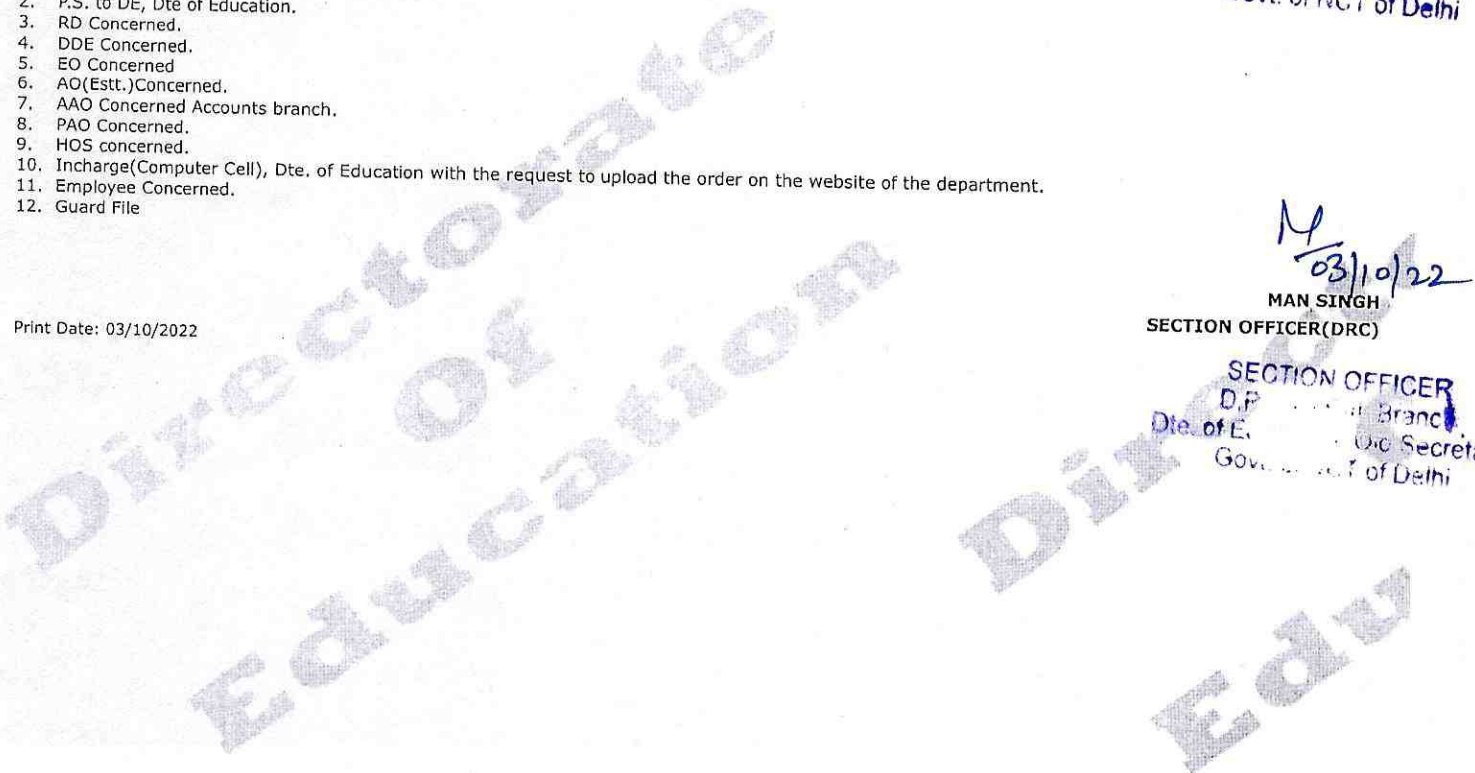 2. P.S. to DE, Dte of Education.
of NCT of Delhi
3. RD Concerned.
4. DDE Concerned.
5. EO Concerned
6. AO(Estt.)Concerned.
7. AAO Concerned Accounts branch.
8. PAO Concerned.
9. HOS concerned.
10. Incharge(Computer Cell), Dte. of Education with the request to upload the order on the website of the department.
11. Employee Concerned.
12. Guard File
03/10/22
MAN SINGH
Print Date: 03/10/2022
SECTION OFFICER(DRC)
SECTION OFFICER
Branc
Dte. of E.
Secreta
of Delhi
Directorate
Of
Education
Direct
Edu